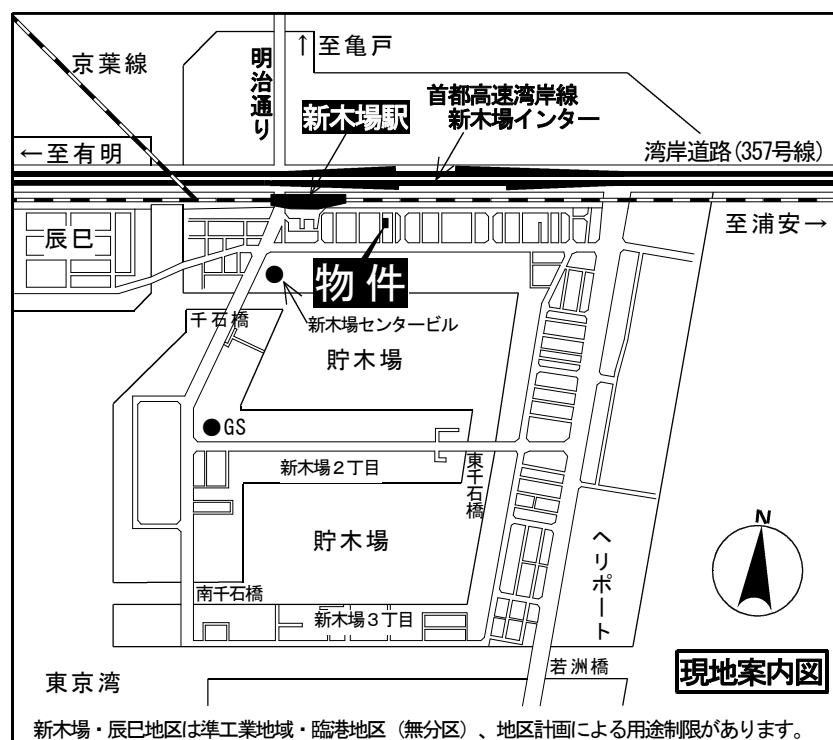 京葉線
明治通り
↑至亀戸
新木場駅
首都高速湾岸線
新木場インター
←至有明
湾岸道路(357号線)
辰巳
至浦安→
物件
新木場センタービル
千石橋
貯木場
GS
新木場2丁目
東千石橋
貯木場
ヘリポート
N
南千石橋
新木場3丁目
東京湾
若洲橋
現地案内図
新木場・辰巳地区は準工業地域・臨港地区(無分区)、地区計画による用途制限があります。